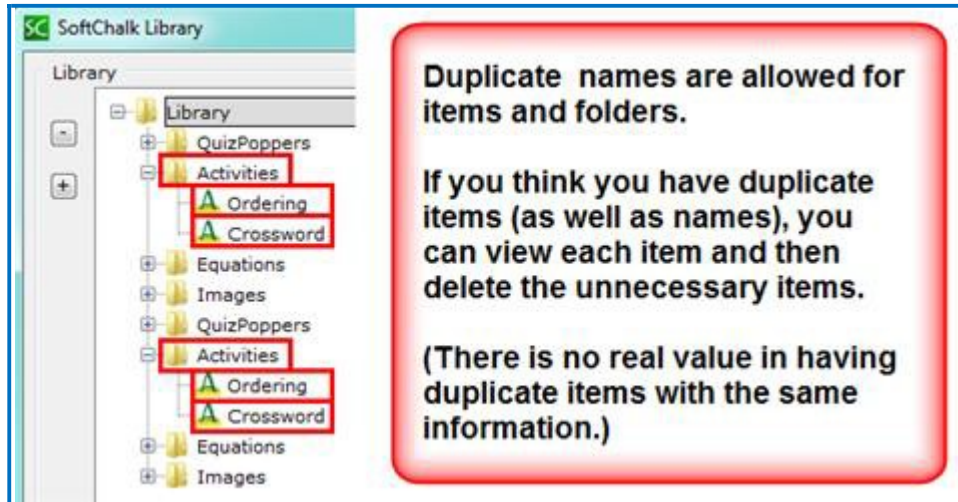 SC SoftChalk Library
Library
Library
QuizPoppers
Activities
A Ordering
A Crossword
Equations
Images
QuizPoppers
Activities
A Ordering
A Crossword
Equations
Images
Duplicate names are allowed for
items and folders.
If you think you have duplicate
items (as well as names), you
can view each item and then
delete the unnecessary items.
(There is no real value in having
duplicate items with the same
information.)